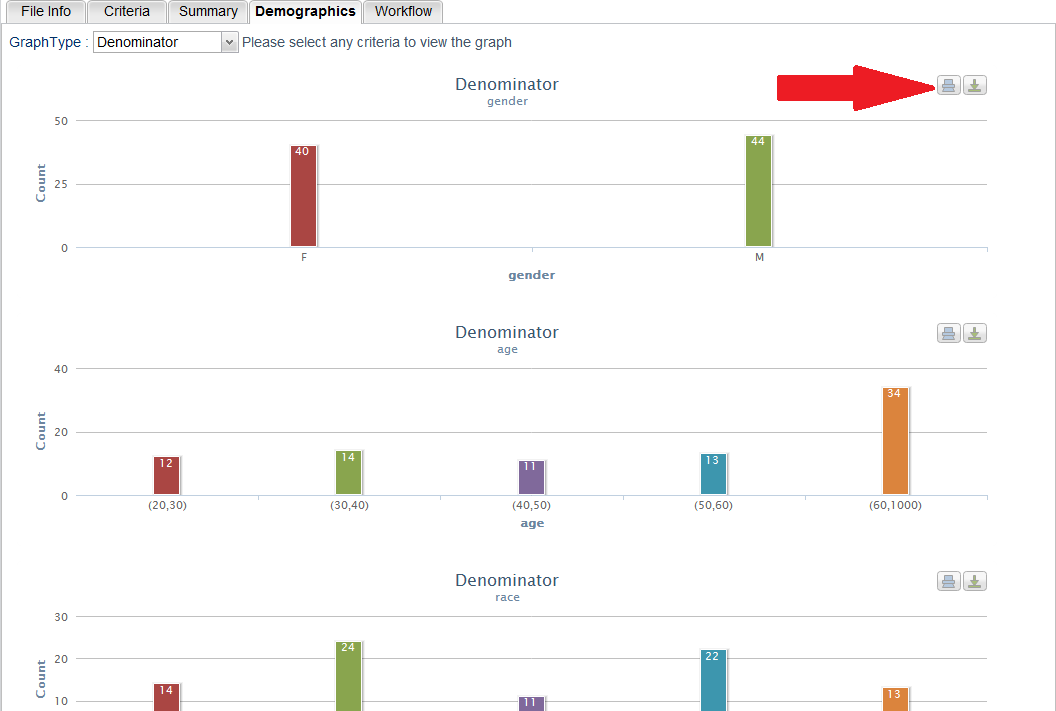 File Info Criteria Summary Demographics Workflow
GraphType : Denominator Please select any criteria to view the graph
Denominator
gender
50
25
0
Count
40
44
F M
gender
Denominator
age
40
20
0
Count
12 14 11 13 34
(20,30) (30,40) (40,50) (50,60) (60,1000)
age
Denominator
race
30
20
10
Count
14 24 11 22 13